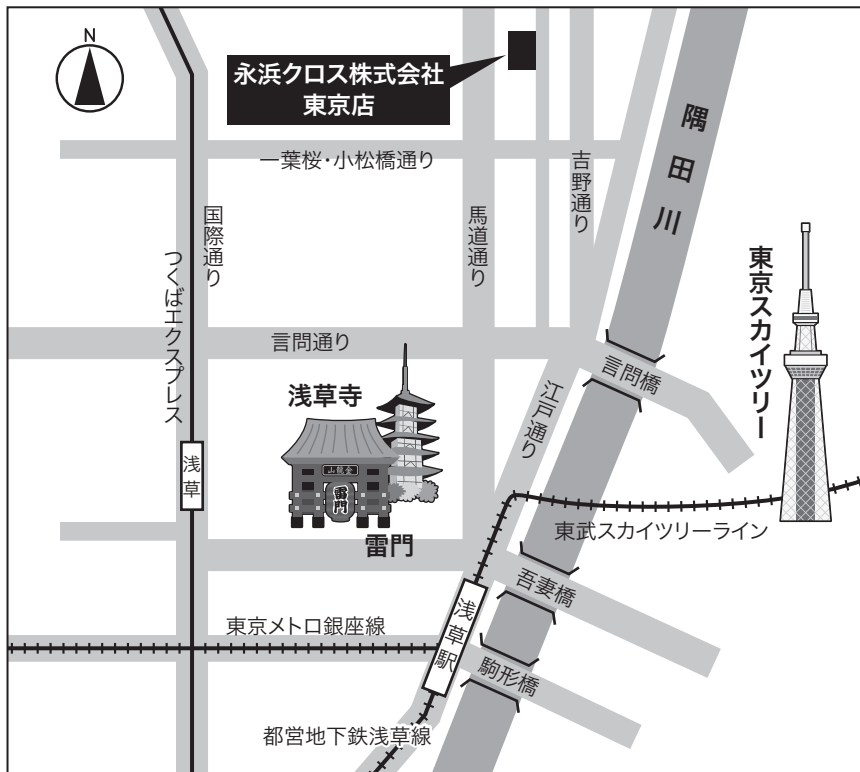 N
永浜クロス株式会社
東京店
一葉桜・小松橋通り
国際通り
つくばエクスプレス
馬道通り
吉野通り
隅田川
東京スカイツリー
言問通り
言問橋
浅草寺
江戸通り
浅草
山龍金
雷門
雷門
東武スカイツリーライン
吾妻橋
東京メトロ銀座線
浅草駅
駒形橋
都営地下鉄浅草線